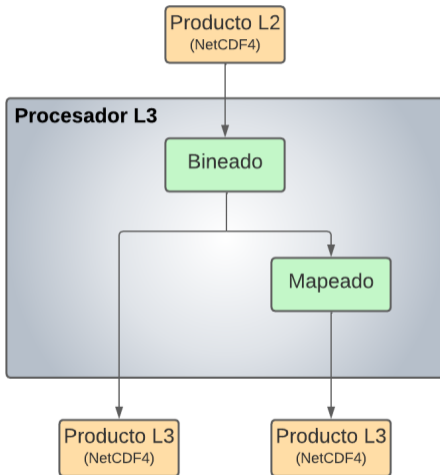 Producto L2
(NetCDF4)
Procesador L3
Bineado
Mapeado
Producto L3
(NetCDF4)
Producto L3
(NetCDF4)